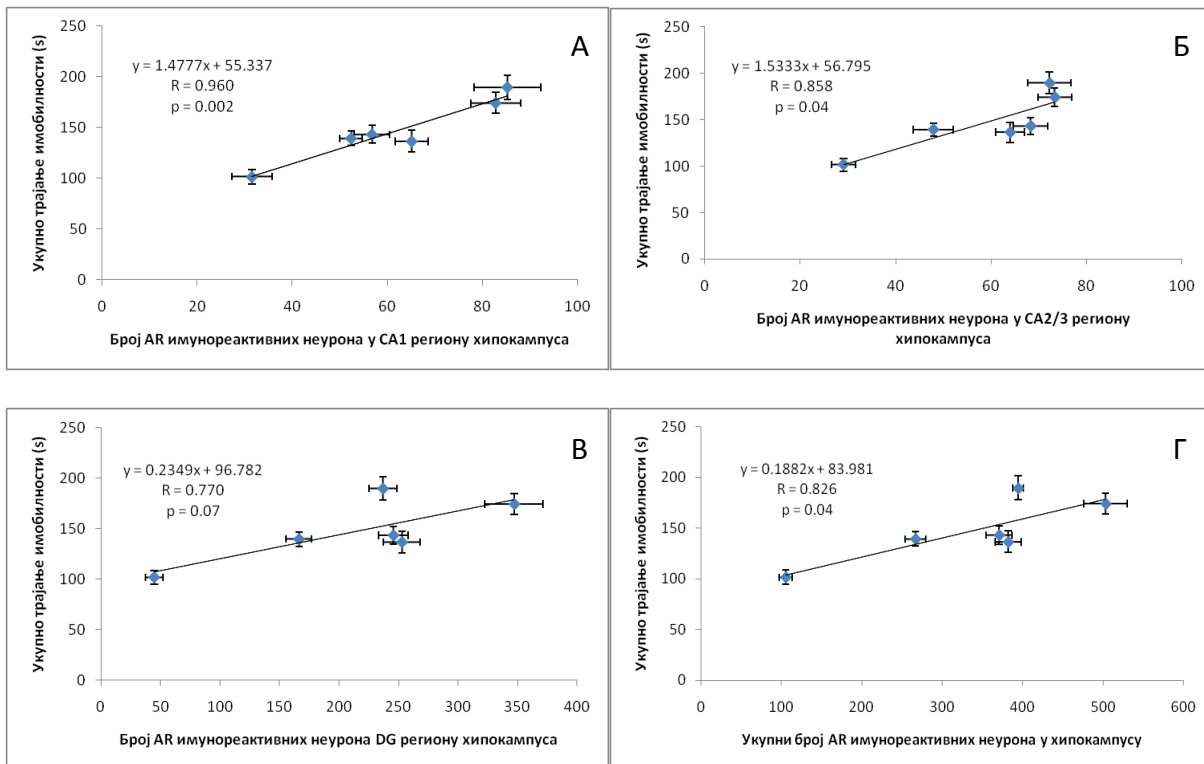 А
y = 1.4777x + 55.337
R = 0.960
p = 0.002
Укупно трајање имобилности (s)
250
200
150
100
50
0
0 20 40 60 80 100
Број AR имунореактивних неурона у CA1 региону хипокампуса
Б
y = 1.5333x + 56.795
R = 0.858
p = 0.04
Укупно трајање имобилности (s)
250
200
150
100
50
0
0 20 40 60 80 100
Број AR имунореактивних неурона у CA2/3 региону
хипокампуса
В
y = 0.2349x + 96.782
R = 0.770
p = 0.07
Укупно трајање имобилности (s)
250
200
150
100
50
0
0 50 100 150 200 250 300 350 400
Број AR имунореактивних неурона DG региону хипокампуса
Г
y = 0.1882x + 83.981
R = 0.826
p = 0.04
Укупно трајање имобилности (s)
250
200
150
100
50
0
0 100 200 300 400 500 600
Укупни број AR имунореактивних неурона у хипокампусу